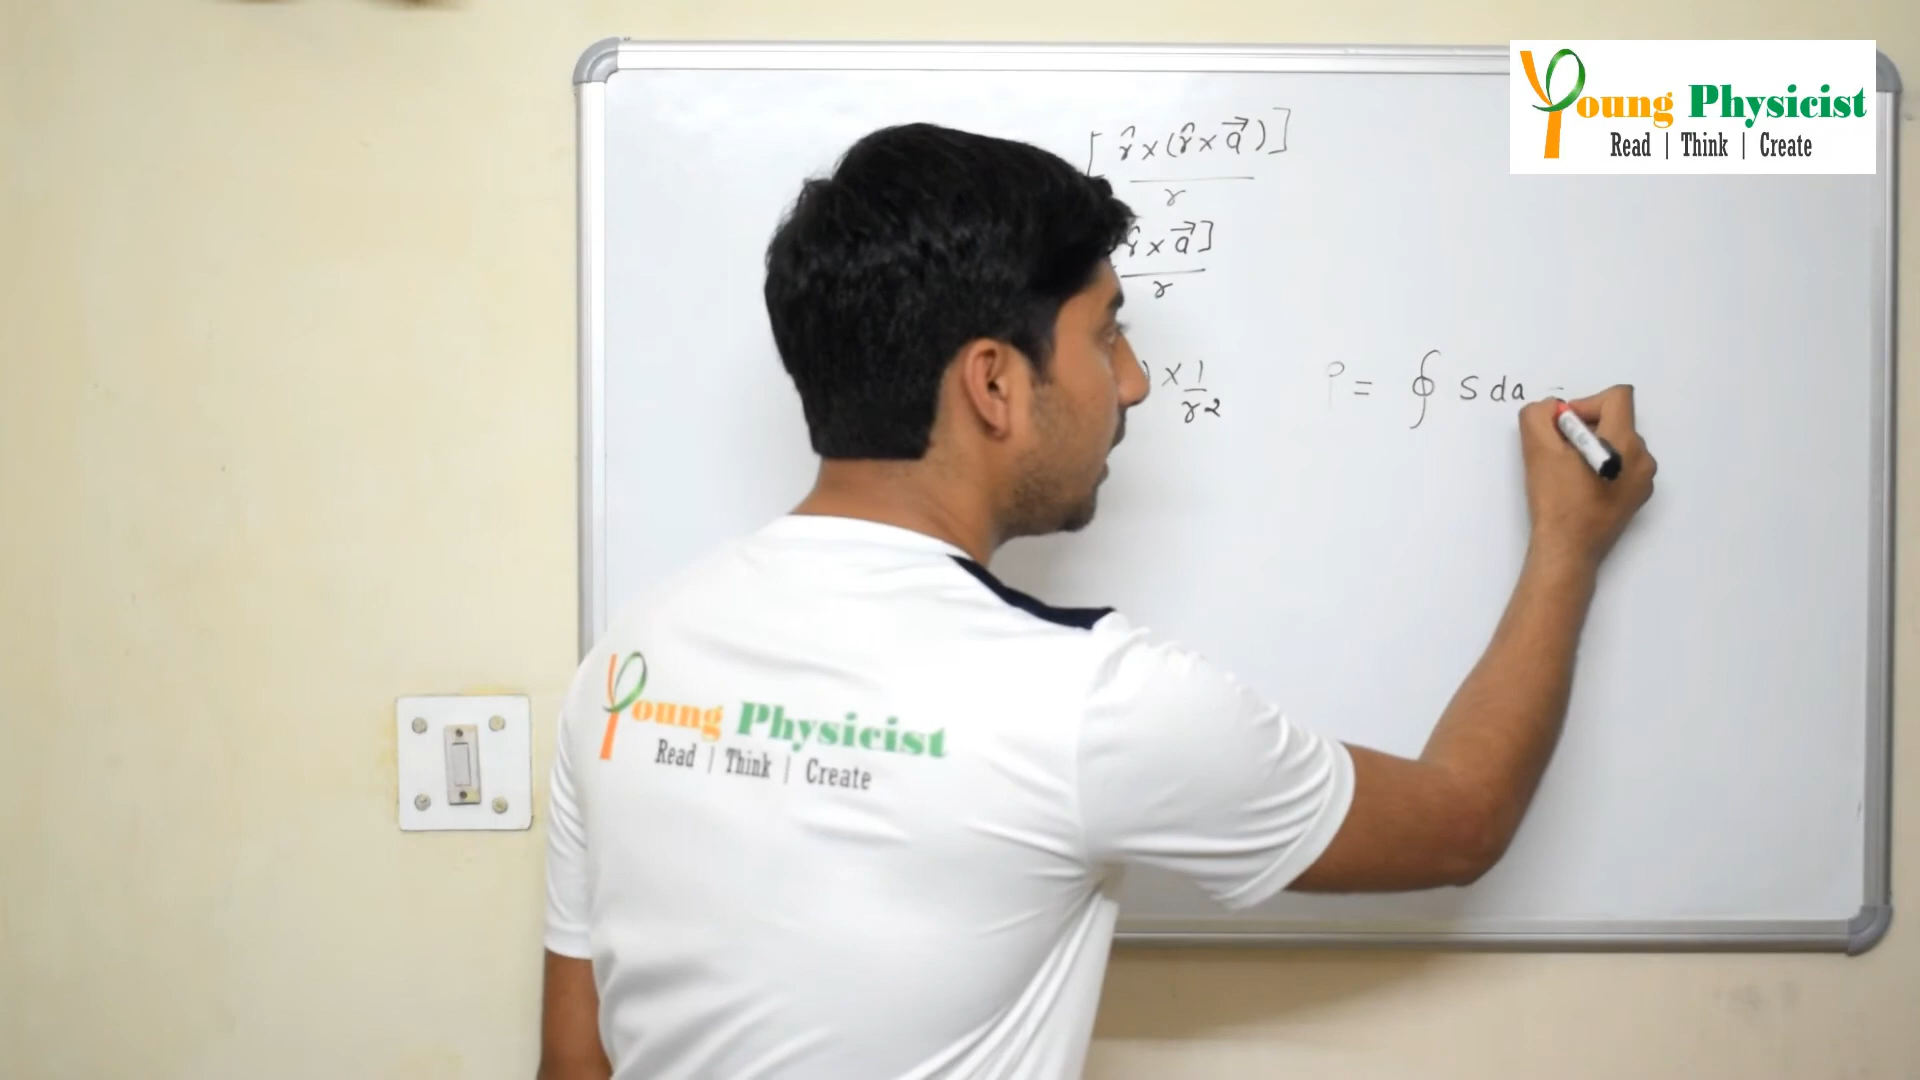 Young Physicist
Read | Think | Create
[ r̂ × (r̂ × a⃗ ) ]
r
r̂ × a⃗ ]
r
) × 1
r2
P = ∮ S da =
Young Physicist
Read | Think | Create